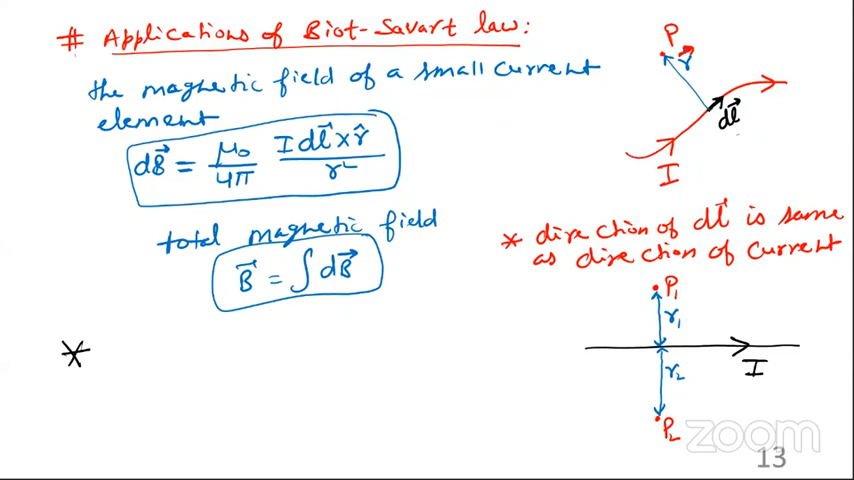 # Applications of Biot-Savart law:
the magnetic field of a small current
element
dB⃗ = μ₀/4π I dl⃗ × r̂ / r²
total magnetic field
B⃗ = ∫ dB⃗
*
P
r⃗
dl⃗
I
* direction of dl⃗ is same
as direction of current
P₁
r₁
I
r₂
P₂
zoom
13